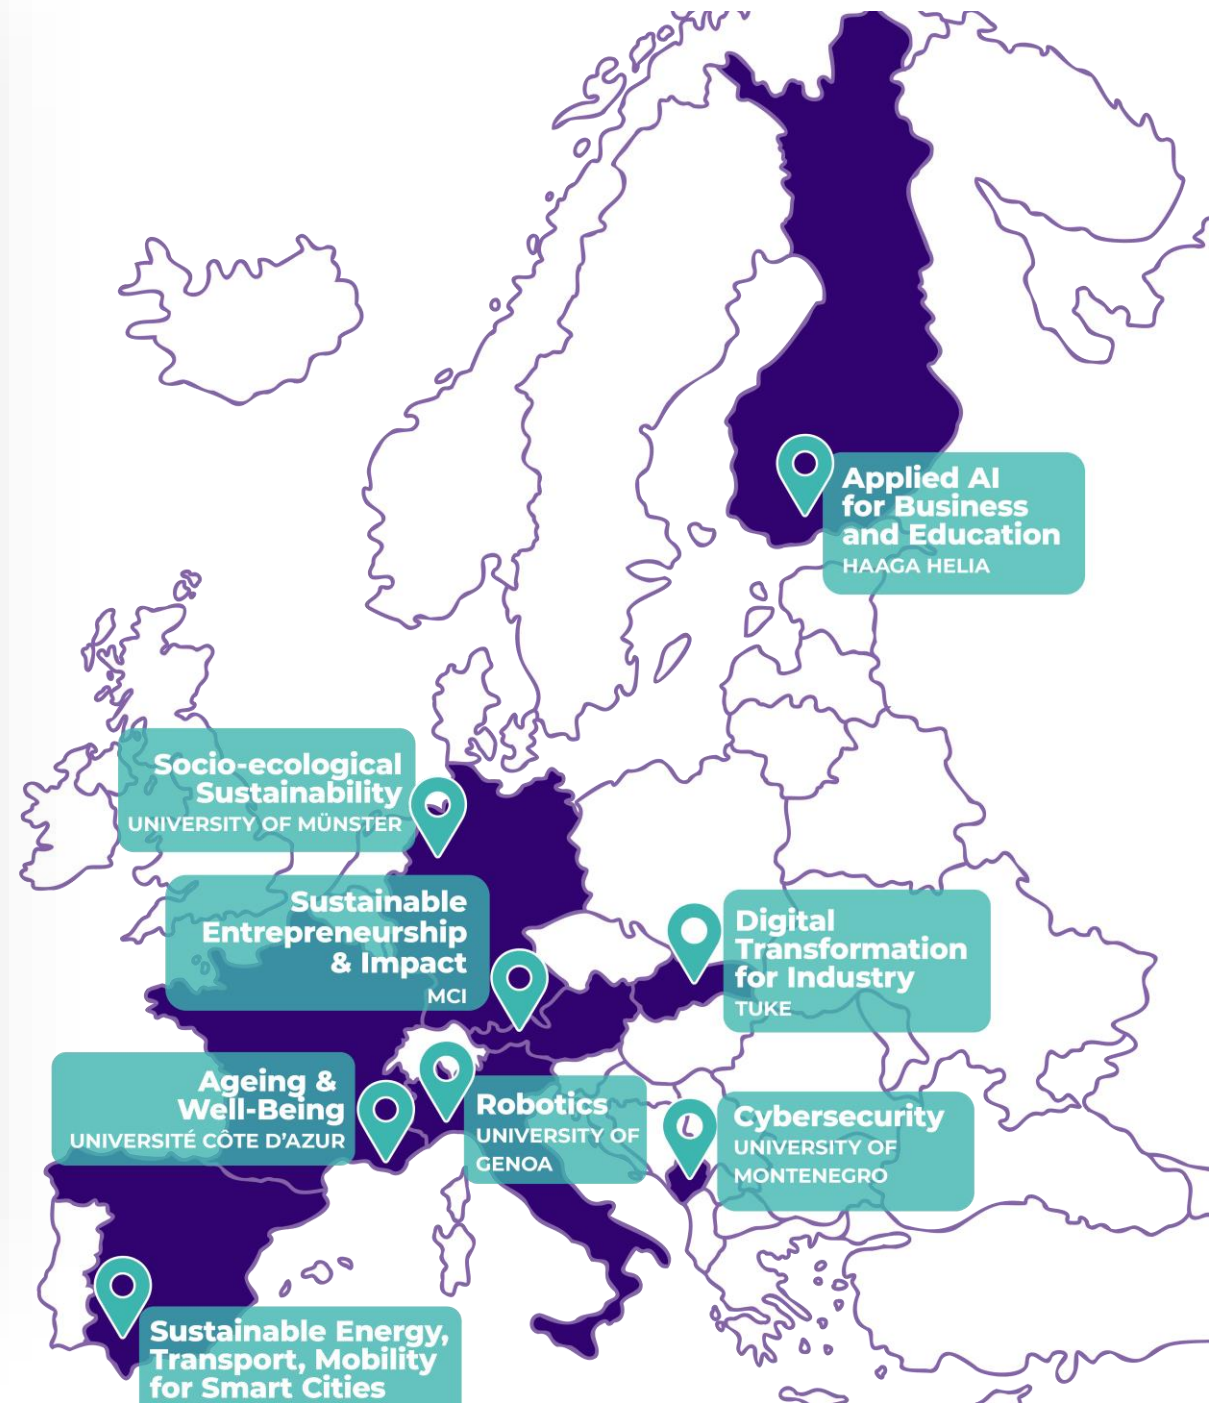 Applied AI
for Business
and Education
HAAGA HELIA
Socio-ecological
Sustainability
UNIVERSITY OF MÜNSTER
Sustainable
Entrepreneurship
& Impact
MCI
Digital
Transformation
for Industry
TUKE
Ageing &
Well-Being
UNIVERSITÉ CÔTE D'AZUR
Robotics
UNIVERSITY OF
GENOA
Cybersecurity
UNIVERSITY OF
MONTENEGRO
Sustainable Energy,
Transport, Mobility
for Smart Cities